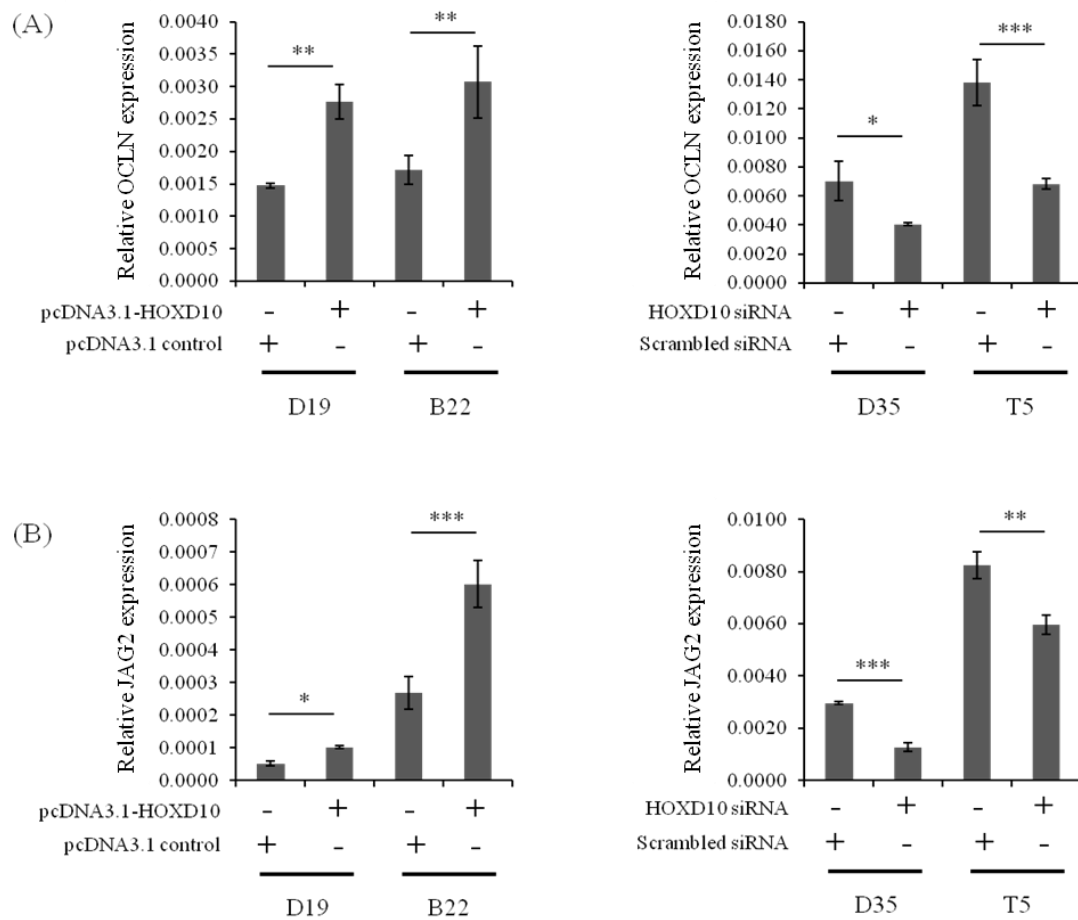 (A)
Relative OCLN expression
0.0040
0.0035
0.0030
0.0025
0.0020
0.0015
0.0010
0.0005
0.0000
** **
pcDNA3.1-HOXD10 - + - +
pcDNA3.1 control + - + -
D19 B22
Relative OCLN expression
0.0180
0.0160
0.0140
0.0120
0.0100
0.0080
0.0060
0.0040
0.0020
0.0000
* ***
HOXD10 siRNA - + - +
Scrambled siRNA + - + -
D35 T5
(B)
Relative JAG2 expression
0.0008
0.0007
0.0006
0.0005
0.0004
0.0003
0.0002
0.0001
0.0000
* ***
pcDNA3.1-HOXD10 - + - +
pcDNA3.1 control + - + -
D19 B22
Relative JAG2 expression
0.0100
0.0080
0.0060
0.0040
0.0020
0.0000
*** **
HOXD10 siRNA - + - +
Scrambled siRNA + - + -
D35 T5